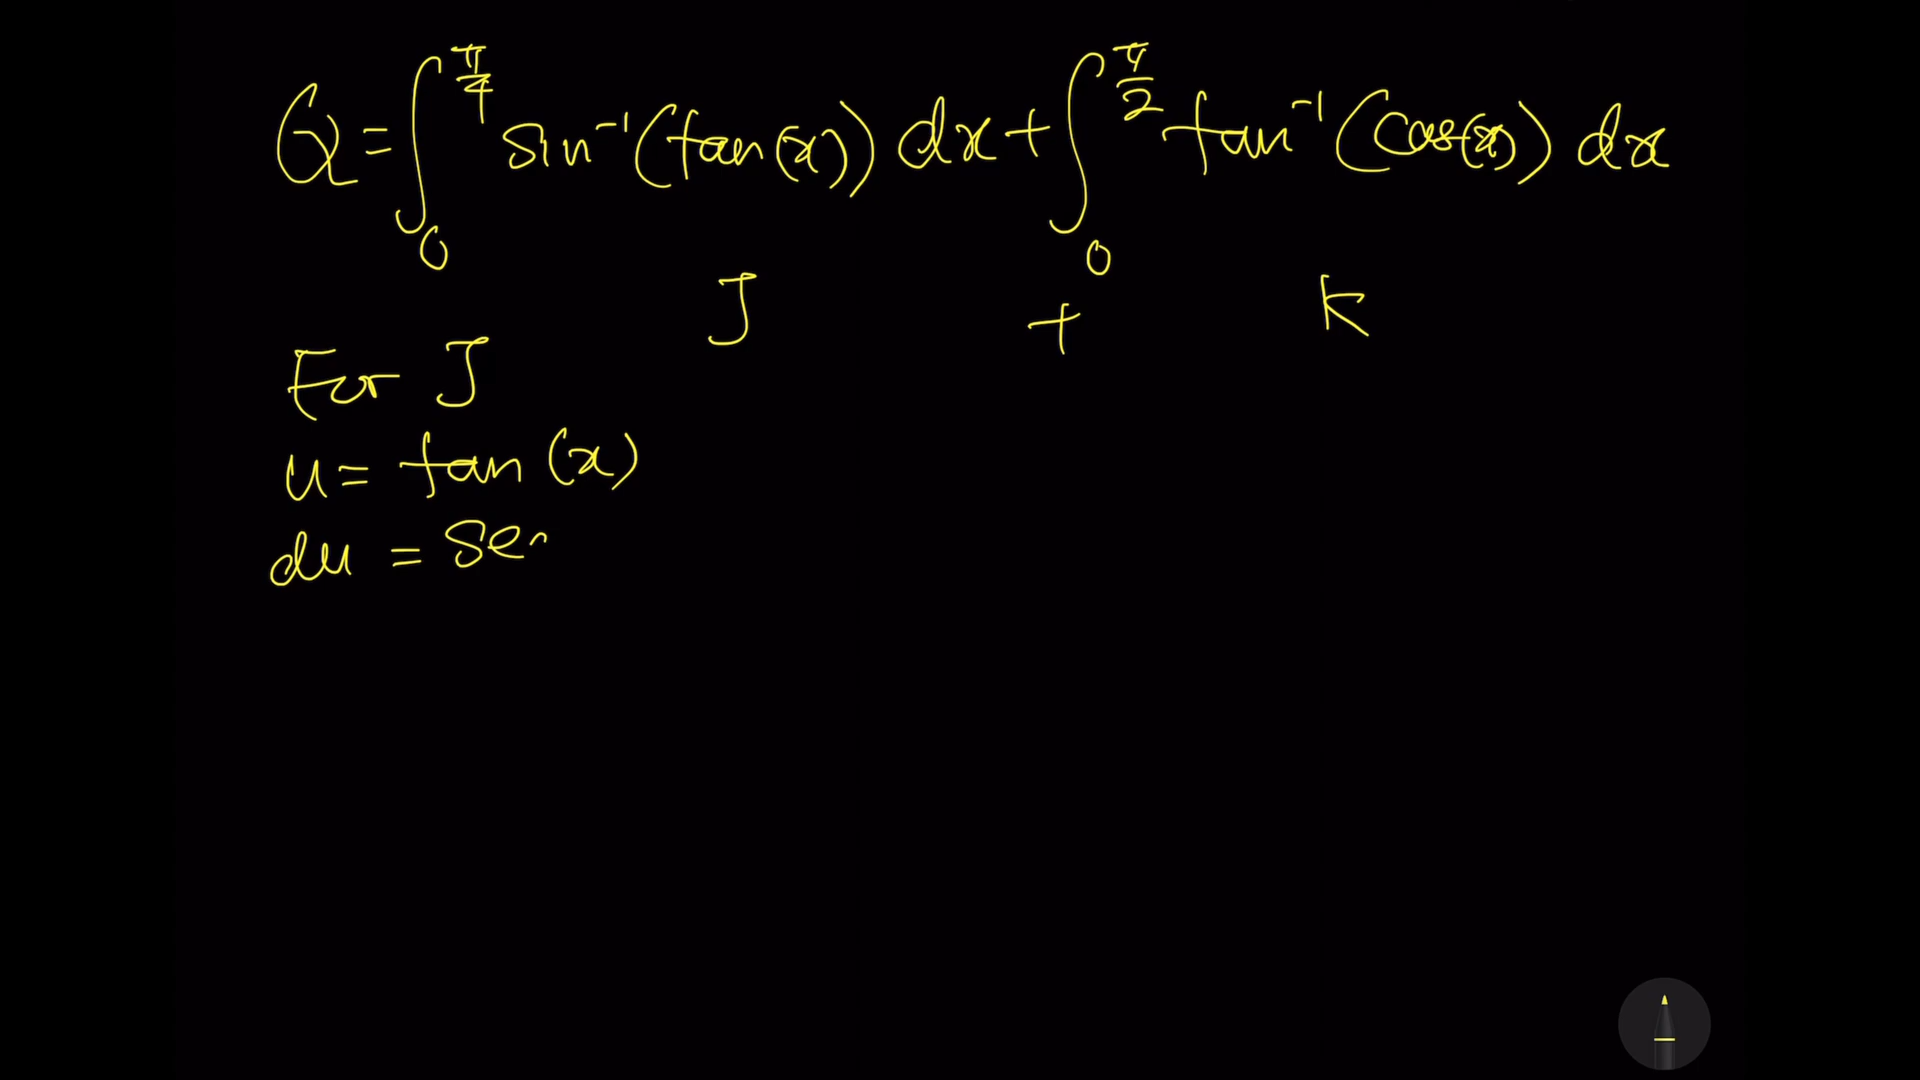 Q = ∫₀^{π/4} sin⁻¹(tan(x)) dx + ∫₀^{π/2} tan⁻¹(cos(x)) dx
J + K
For J
u = tan(x)
du = se